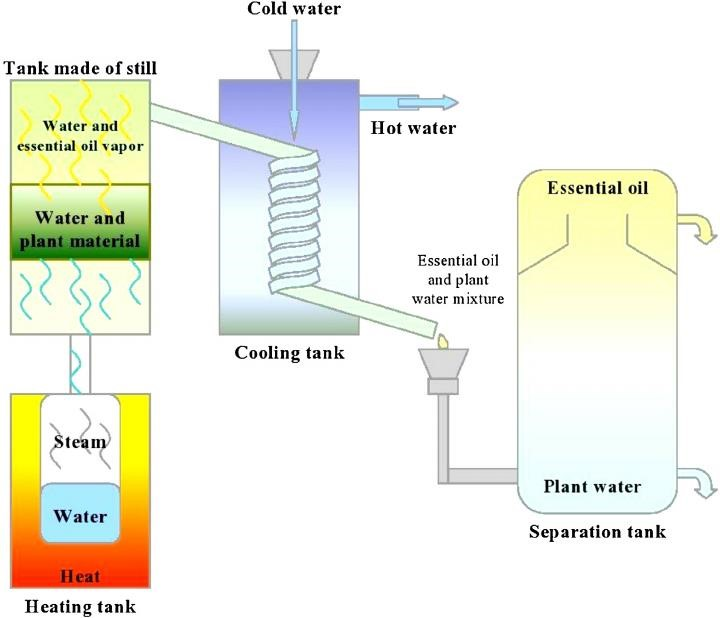 Cold water
Tank made of still
Water and
essential oil vapor
Hot water
Water and
plant material
Essential oil
Essential oil
and plant
water mixture
Cooling tank
Steam
Water
Plant water
Separation tank
Heat
Heating tank